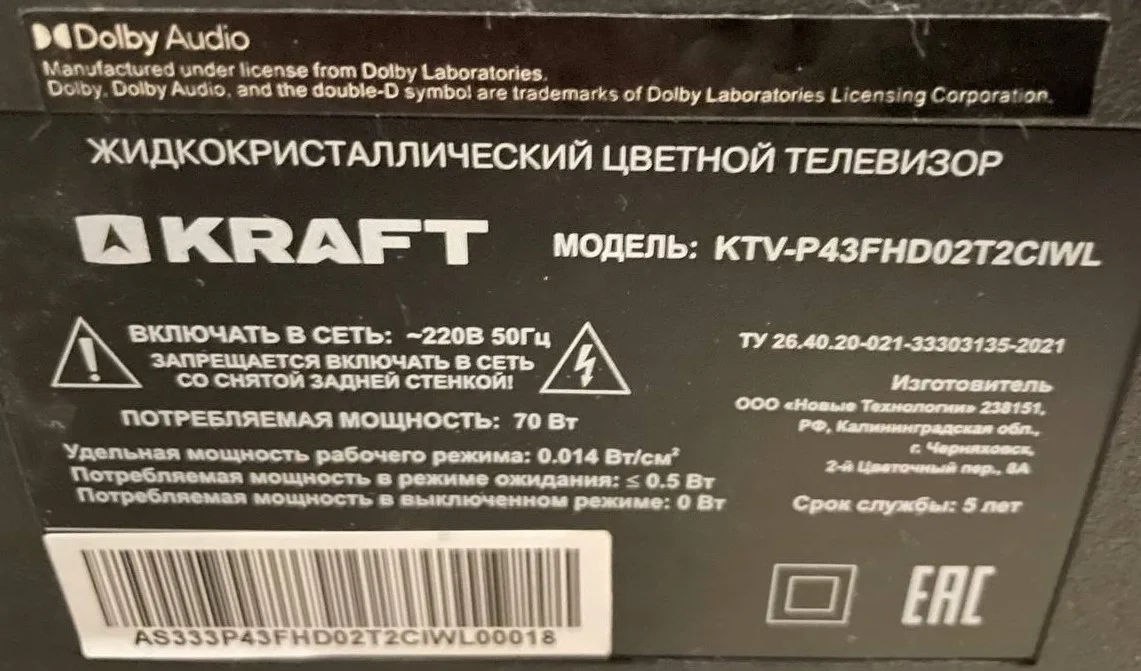 Dolby Audio
Manufactured under license from Dolby Laboratories.
Dolby, Dolby Audio, and the double-D symbol are trademarks of Dolby Laboratories Licensing Corporation.
ЖИДКОКРИСТАЛЛИЧЕСКИЙ ЦВЕТНОЙ ТЕЛЕВИЗОР
KRAFT
МОДЕЛЬ: KTV-P43FHD02T2CIWL
ВКЛЮЧАТЬ В СЕТЬ: ~220В 50Гц
ЗАПРЕЩАЕТСЯ ВКЛЮЧАТЬ В СЕТЬ
СО СНЯТОЙ ЗАДНЕЙ СТЕНКОЙ!
ПОТРЕБЛЯЕМАЯ МОЩНОСТЬ: 70 Вт
Удельная мощность рабочего режима: 0.014 Вт/см²
Потребляемая мощность в режиме ожидания: ≤ 0.5 Вт
Потребляемая мощность в выключенном режиме: 0 Вт
ТУ 26.40.20-021-33303135-2021
Изготовитель
ООО «Новые Технологии» 238151,
РФ, Калининградская обл.,
г. Черняховск,
2-й Цветочный пер., 8А
Срок службы: 5 лет
AS333P43FHD02T2CIWL00018
EAC